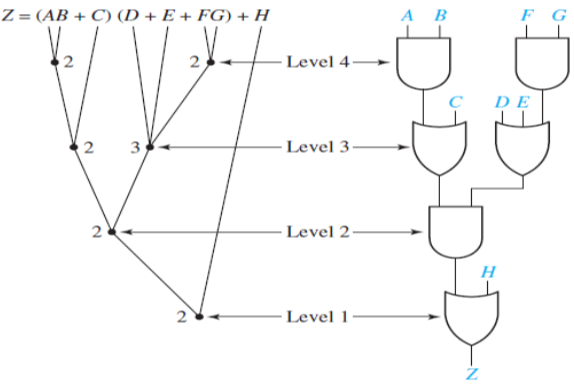 Z = (AB + C) (D + E + FG) + H
A B F G
2 2 Level 4
C D E
2 3 Level 3
2 Level 2
H
2 Level 1
Z